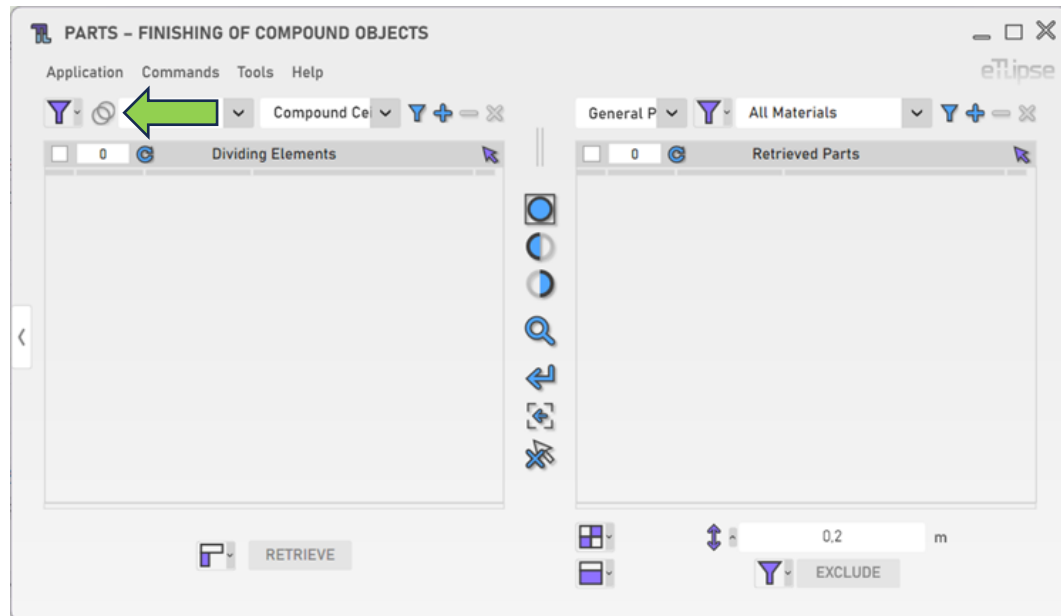 PARTS – FINISHING OF COMPOUND OBJECTS
Application Commands Tools Help
eTLipse
Compound Cei
General P
All Materials
0 Dividing Elements
0 Retrieved Parts
RETRIEVE
0,2 m
EXCLUDE